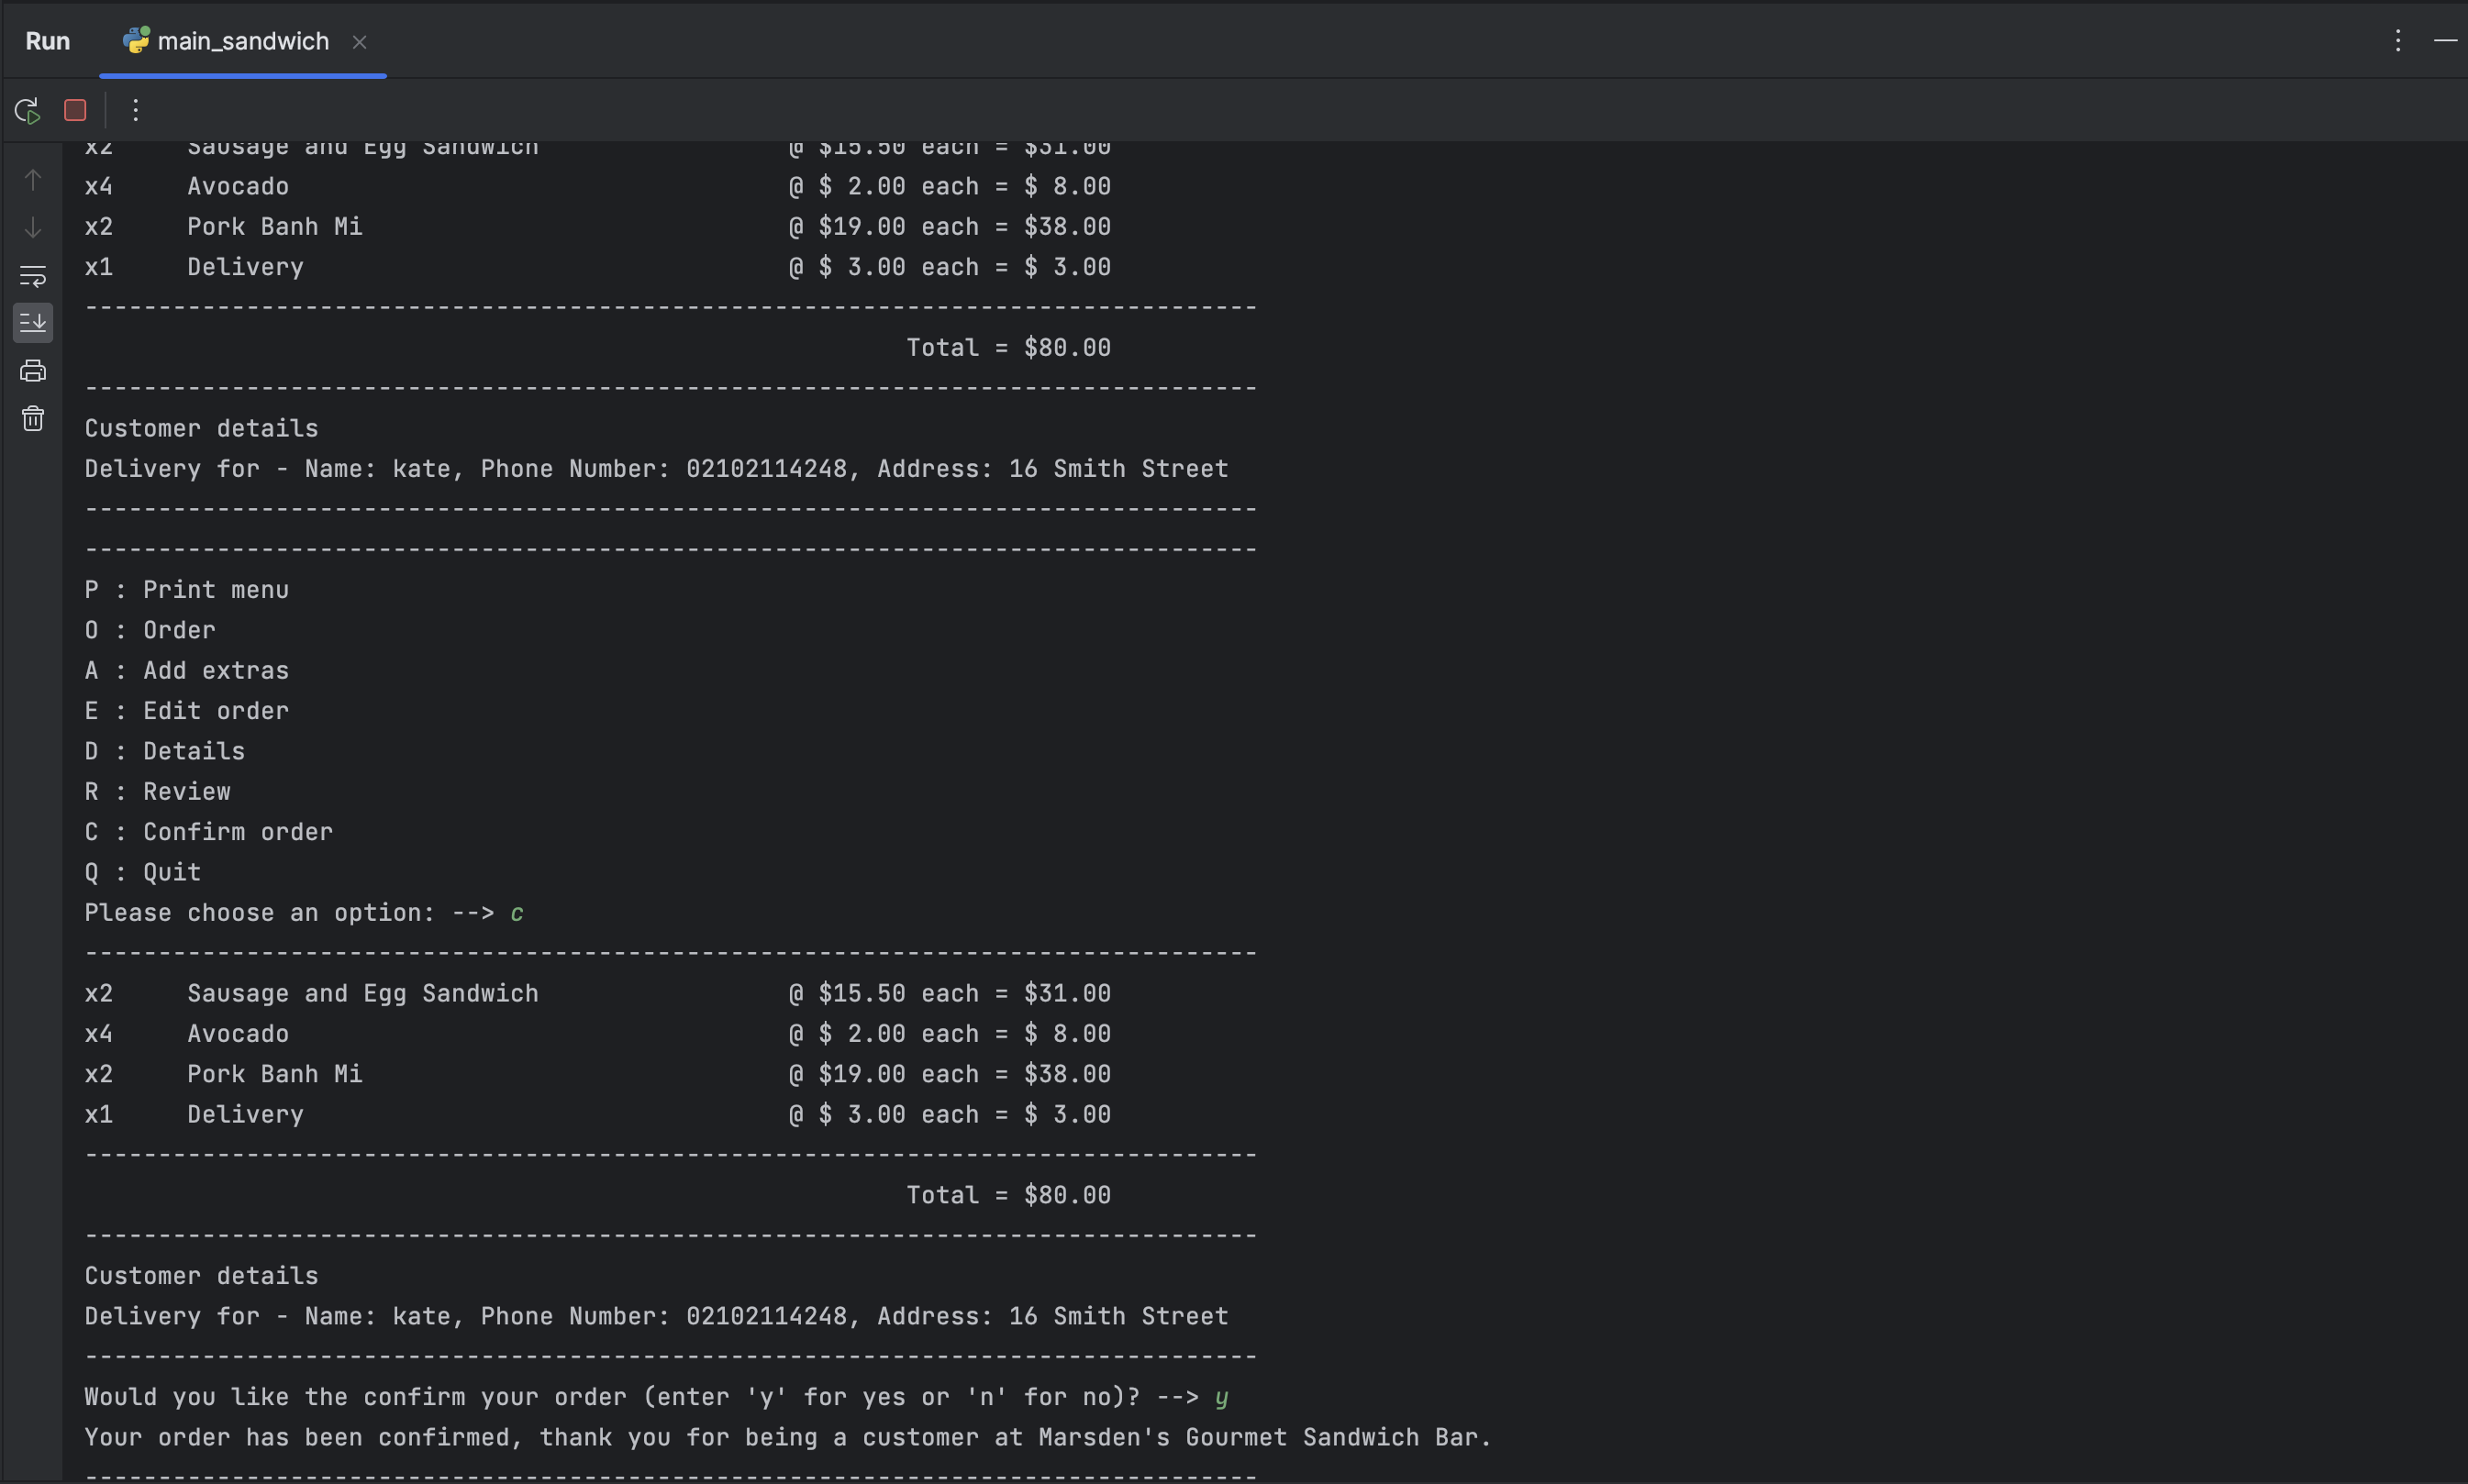 Run main_sandwich
x2     Sausage and Egg Sandwich                 @ $15.50 each = $31.00
x4     Avocado                                  @ $ 2.00 each = $ 8.00
x2     Pork Banh Mi                             @ $19.00 each = $38.00
x1     Delivery                                 @ $ 3.00 each = $ 3.00
--------------------------------------------------------------------------------
                                                        Total = $80.00
--------------------------------------------------------------------------------
Customer details
Delivery for - Name: kate, Phone Number: 02102114248, Address: 16 Smith Street
--------------------------------------------------------------------------------
--------------------------------------------------------------------------------
P : Print menu
O : Order
A : Add extras
E : Edit order
D : Details
R : Review
C : Confirm order
Q : Quit
Please choose an option: --> c
--------------------------------------------------------------------------------
x2     Sausage and Egg Sandwich                 @ $15.50 each = $31.00
x4     Avocado                                  @ $ 2.00 each = $ 8.00
x2     Pork Banh Mi                             @ $19.00 each = $38.00
x1     Delivery                                 @ $ 3.00 each = $ 3.00
--------------------------------------------------------------------------------
                                                        Total = $80.00
--------------------------------------------------------------------------------
Customer details
Delivery for - Name: kate, Phone Number: 02102114248, Address: 16 Smith Street
--------------------------------------------------------------------------------
Would you like the confirm your order (enter 'y' for yes or 'n' for no)? --> y
Your order has been confirmed, thank you for being a customer at Marsden's Gourmet Sandwich Bar.
--------------------------------------------------------------------------------